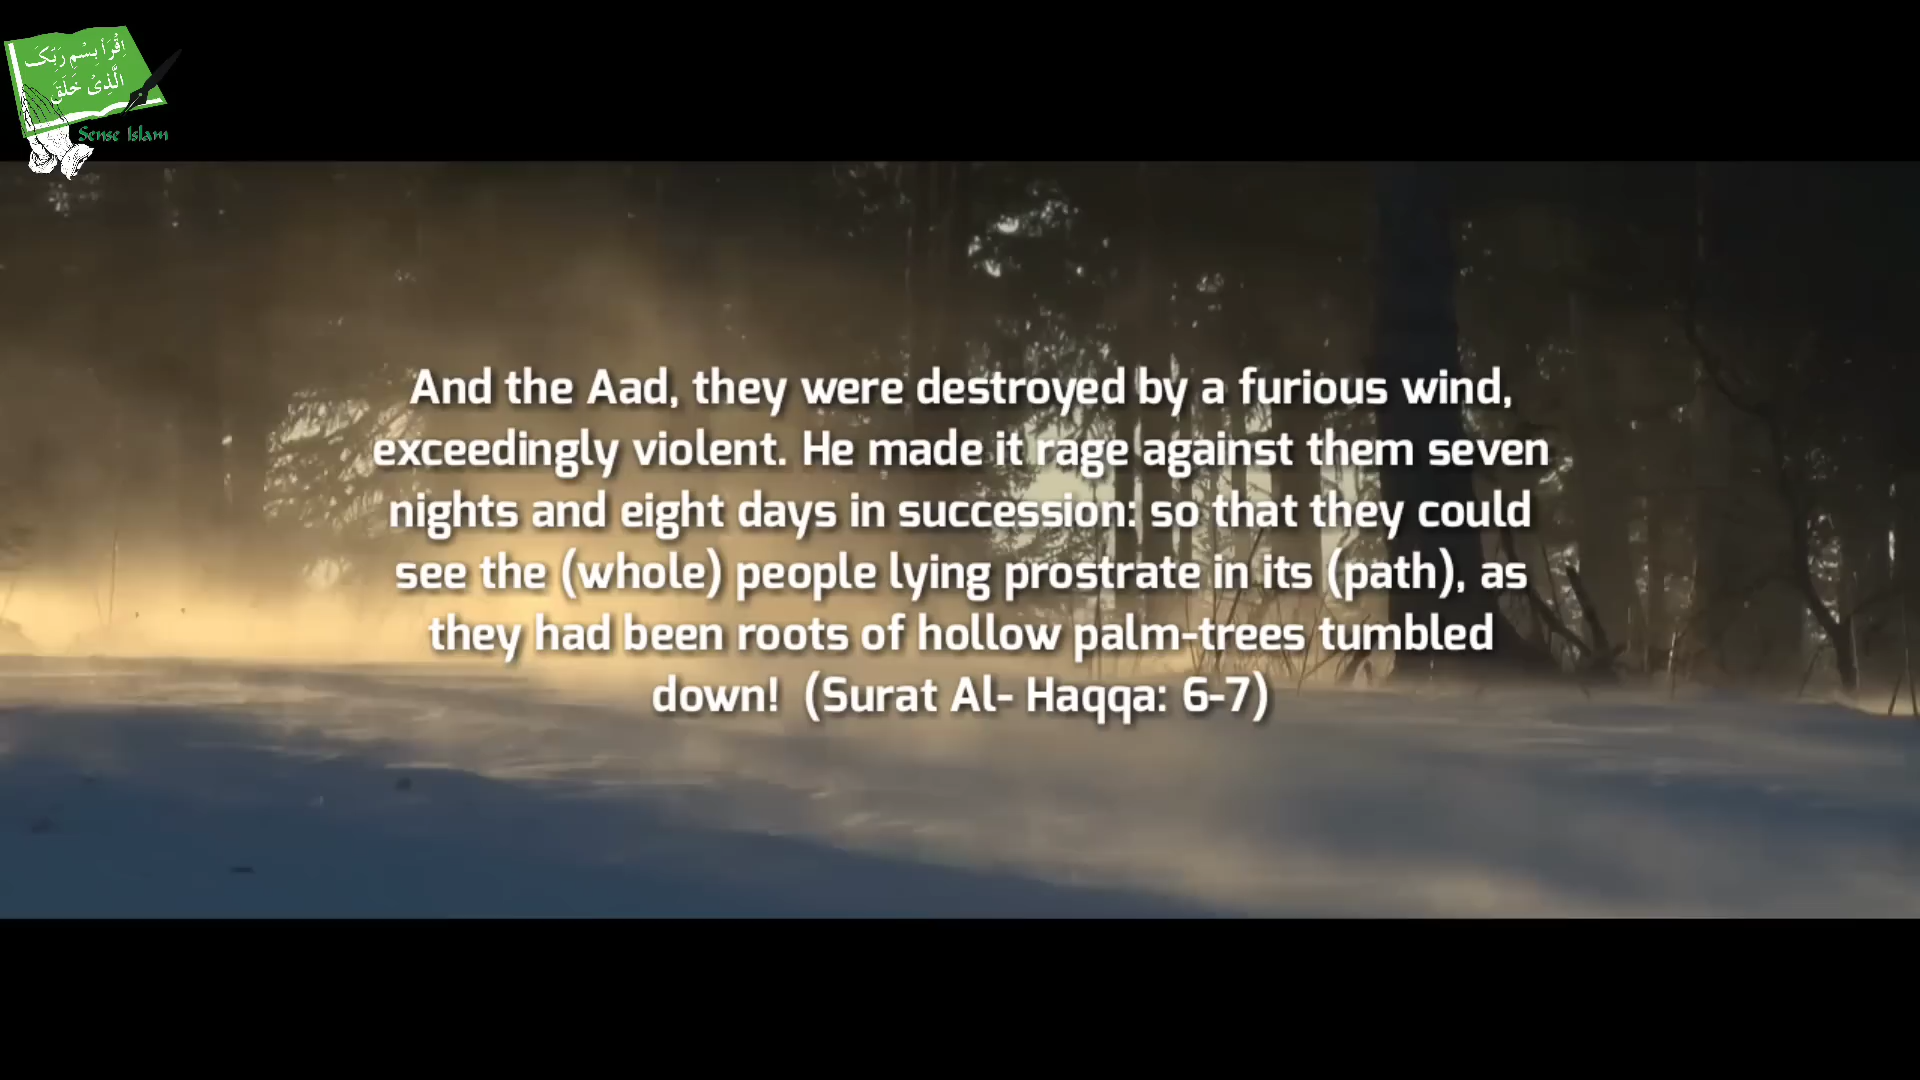 اِقْرَاْ بِسْمِ رَبِّکَ
الَّذِیْ خَلَقَ
Sense Islam
And the Aad, they were destroyed by a furious wind,
exceedingly violent. He made it rage against them seven
nights and eight days in succession: so that they could
see the (whole) people lying prostrate in its (path), as
they had been roots of hollow palm-trees tumbled
down!  (Surat Al- Haqqa: 6-7)